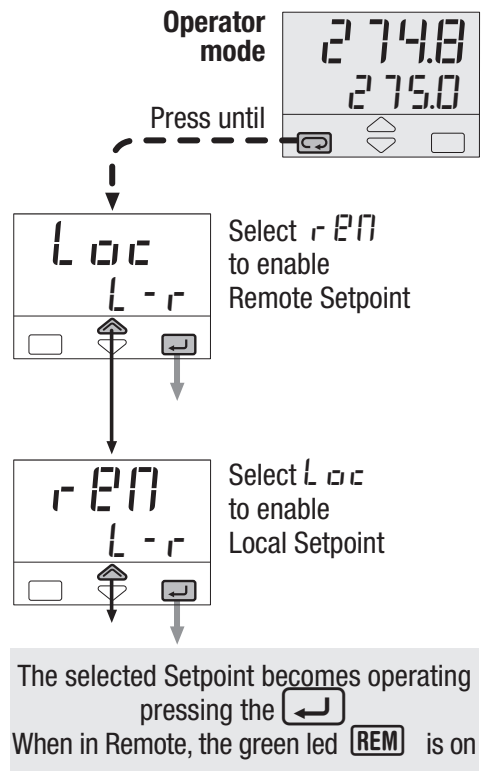 Operator
mode
274.8
275.0
Press until
Loc
L-r
Select rEM
to enable
Remote Setpoint
rEM
L-r
Select Loc
to enable
Local Setpoint
The selected Setpoint becomes operating
pressing the
When in Remote, the green led REM is on